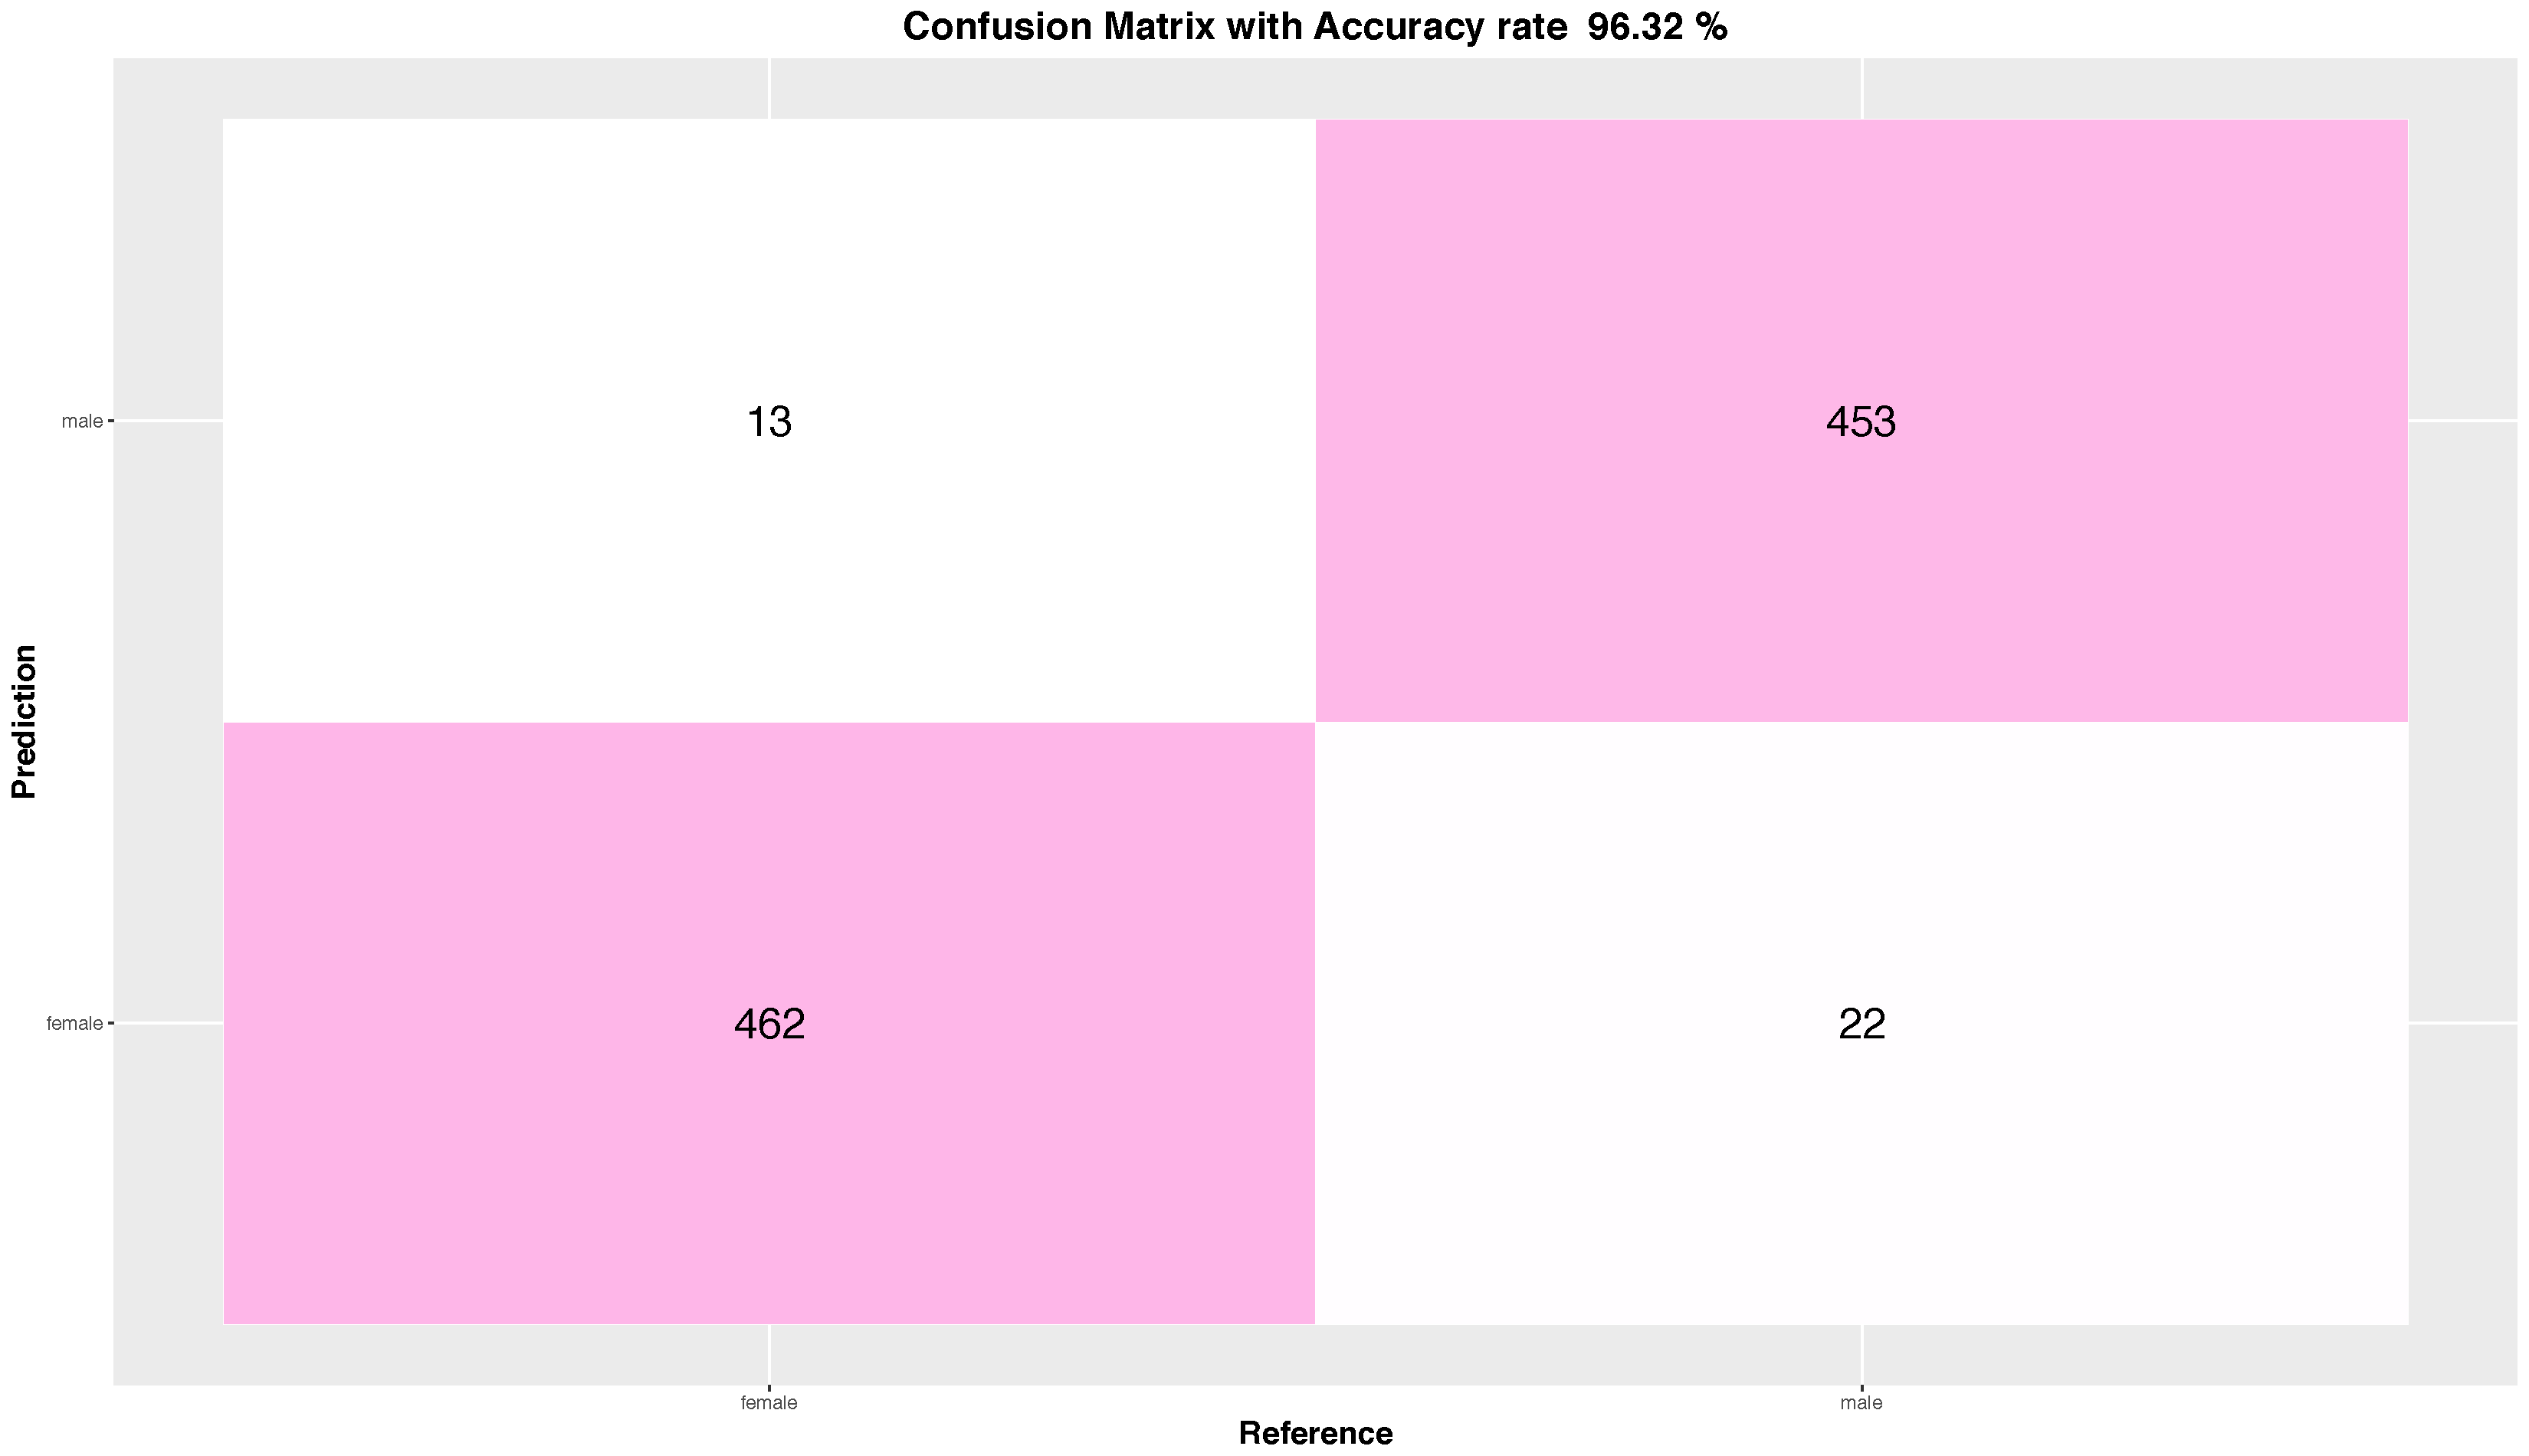 Confusion Matrix with Accuracy rate  96.32 %
male
13
453
Prediction
female
462
22
female
male
Reference